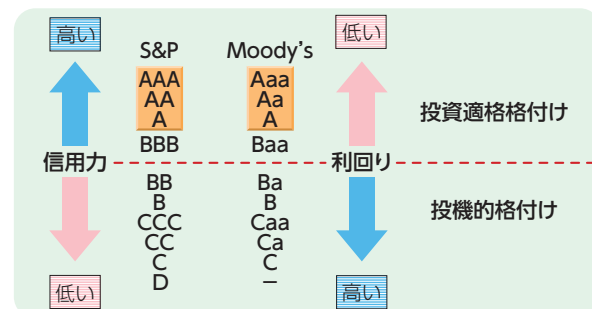 高い
低い
S&P Moody's
AAA Aaa
AA Aa
A A
BBB Baa
投資適格格付け
信用力 利回り
BB Ba
B B
CCC Caa
CC Ca
C C
D –
投機的格付け
低い
高い